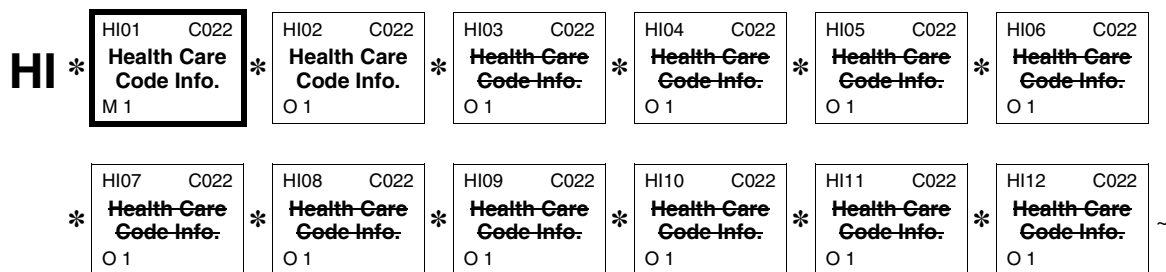 HI01 C022 HI02 C022 HI03 C022 HI04 C022 HI05 C022 HI06 C022
HI * Health Care * Health Care * Health Care * Health Care * Health Care * Health Care
Code Info. Code Info. Code Info. Code Info. Code Info. Code Info.
M 1 O 1 O 1 O 1 O 1 O 1
HI07 C022 HI08 C022 HI09 C022 HI10 C022 HI11 C022 HI12 C022
* Health Care * Health Care * Health Care * Health Care * Health Care * Health Care ~
Code Info. Code Info. Code Info. Code Info. Code Info. Code Info.
O 1 O 1 O 1 O 1 O 1 O 1